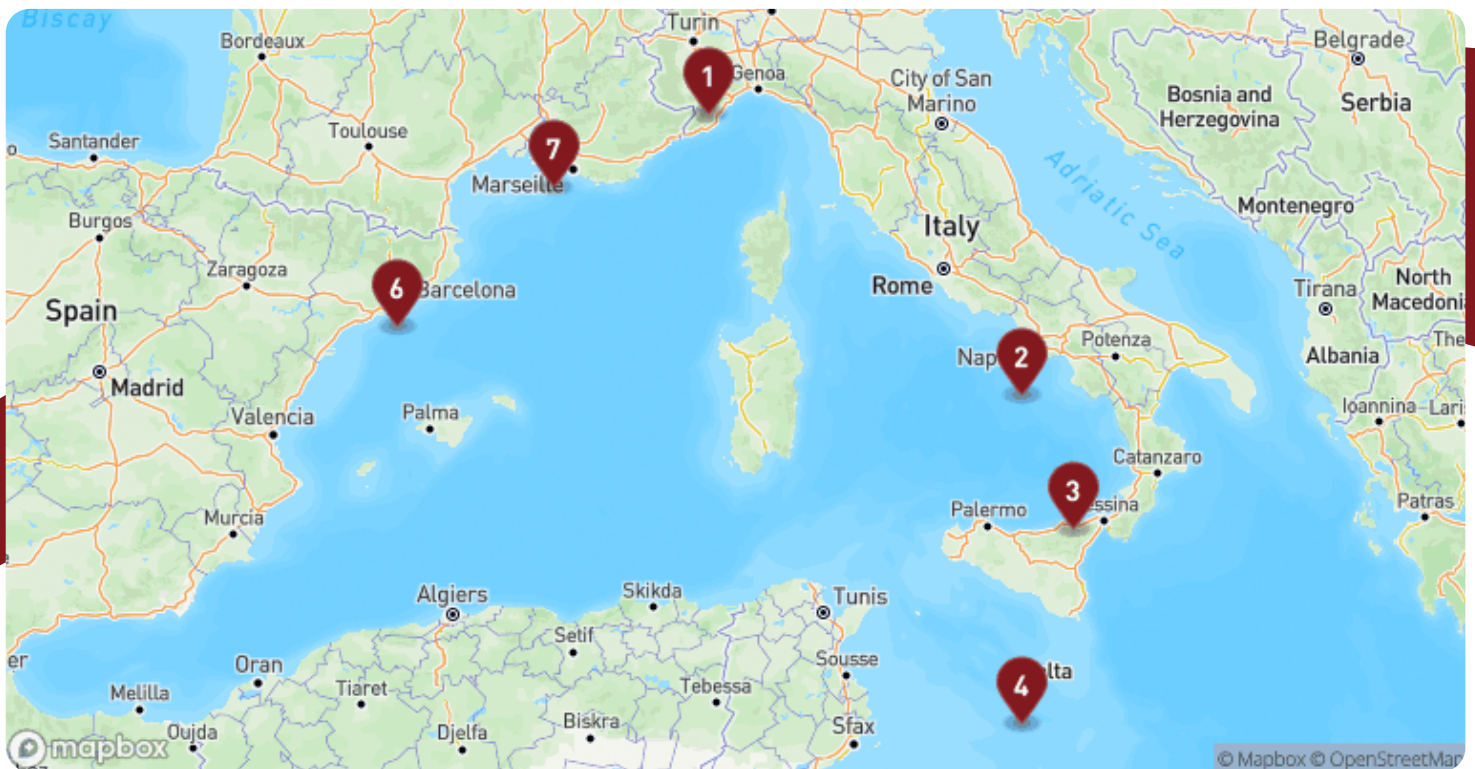 Biscay
Turin
Bordeaux
Belgrade
1
Genoa
City of San
Marino
Bosnia and
Herzegovina
Serbia
Toulouse
Santander
7
Marseille
Adriatic Sea
Burgos
Montenegro
Italy
Zaragoza
Rome
6
Barcelona
North
Macedonia
Tirana
Spain
Potenza
The
Nap
2
Albania
Madrid
Palma
Valencia
Ioannina
Lari
Catanzaro
3
essina
Palermo
Patras
Murcia
Algiers
Skikda
Tunis
Setif
er
Oran
Sousse
4
lta
Melilla
Tiaret
Tebessa
Oujda
Djelfa
Biskra
Sfax
mapbox
© Mapbox © OpenStreetMap